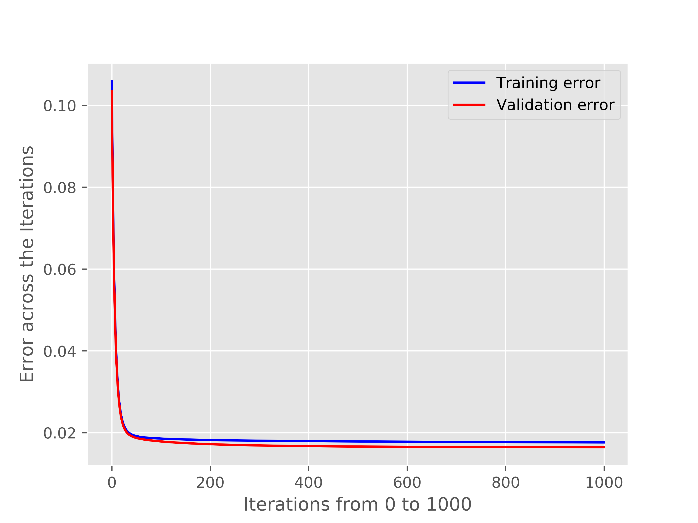 Training error
Validation error
0.10
0.08
0.06
0.04
0.02
Error across the Iterations
0 200 400 600 800 1000
Iterations from 0 to 1000